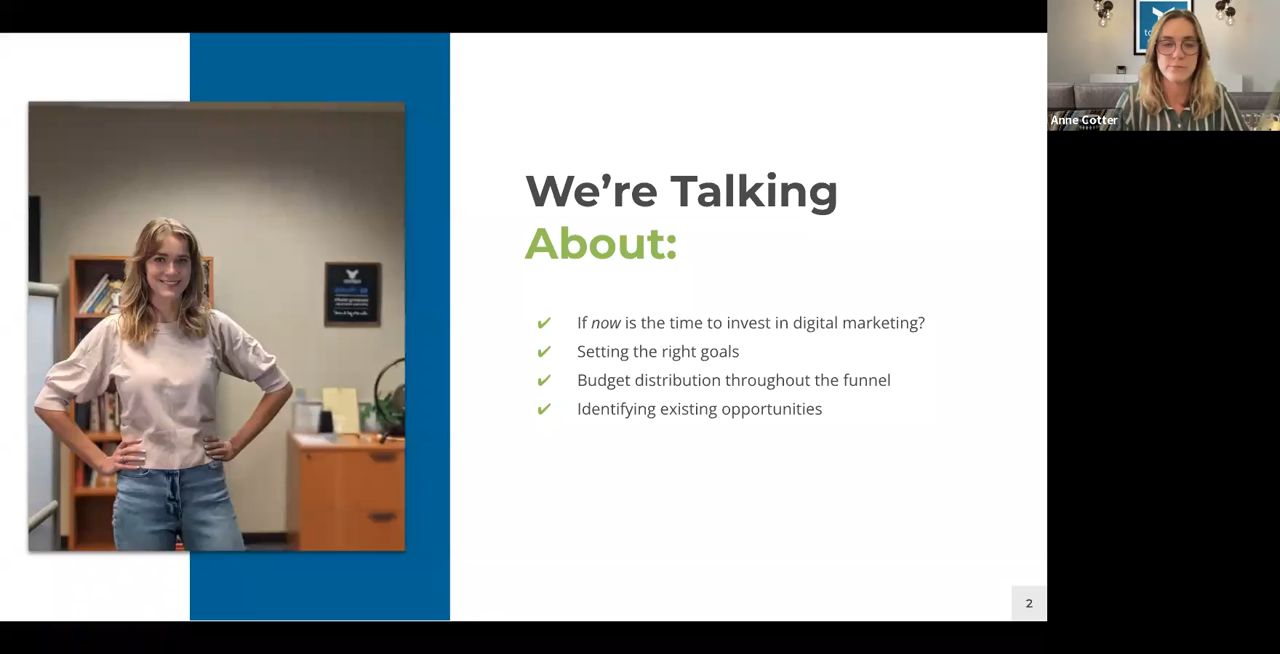 We’re Talking
About:
✔ If now is the time to invest in digital marketing?
✔ Setting the right goals
✔ Budget distribution throughout the funnel
✔ Identifying existing opportunities
2
Anne Cotter